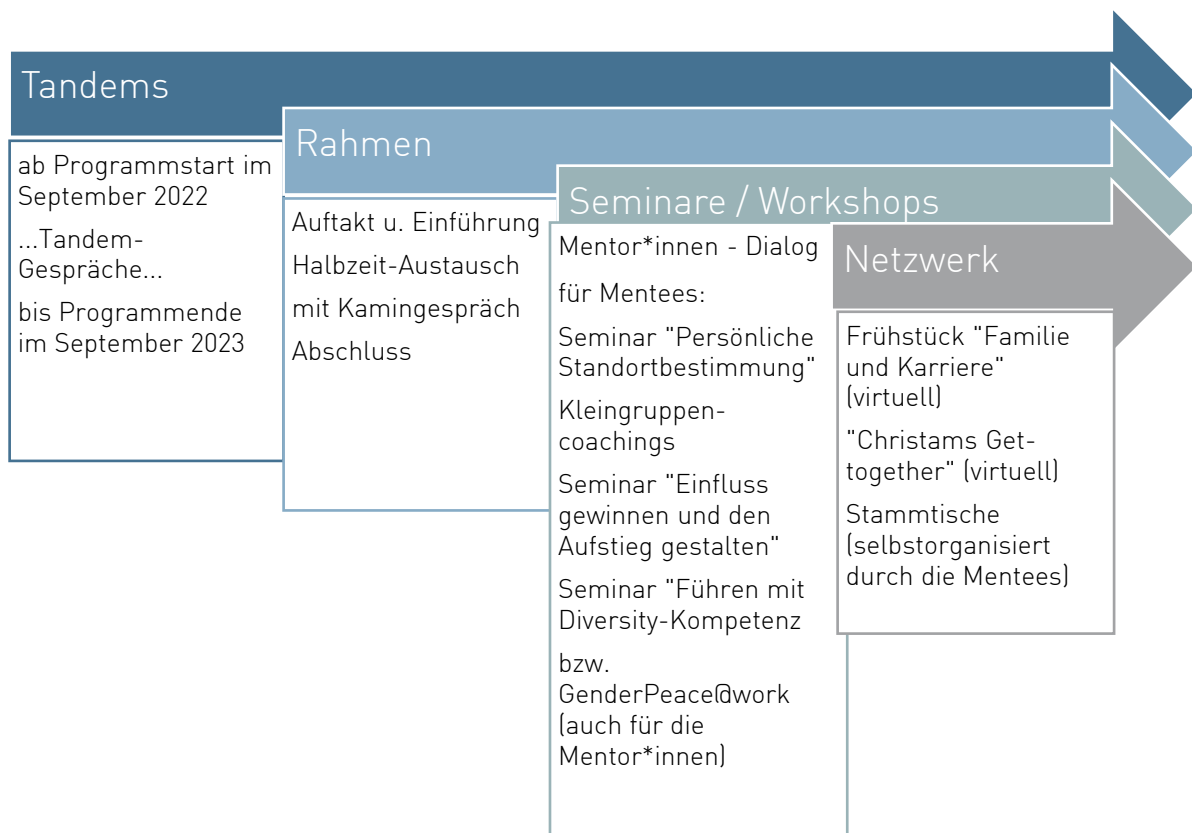 Tandems
ab Programmstart im
September 2022
...Tandem-
Gespräche...
bis Programmende
im September 2023
Rahmen
Auftakt u. Einführung
Halbzeit-Austausch
mit Kamingespräch
Abschluss
Seminare / Workshops
Mentor*innen - Dialog
für Mentees:
Seminar "Persönliche
Standortbestimmung"
Kleingruppen-
coachings
Seminar "Einfluss
gewinnen und den
Aufstieg gestalten"
Seminar "Führen mit
Diversity-Kompetenz
bzw.
GenderPeace@work
(auch für die
Mentor*innen)
Netzwerk
Frühstück "Familie
und Karriere"
(virtuell)
"Christams Get-
together" (virtuell)
Stammtische
(selbstorganisiert
durch die Mentees)